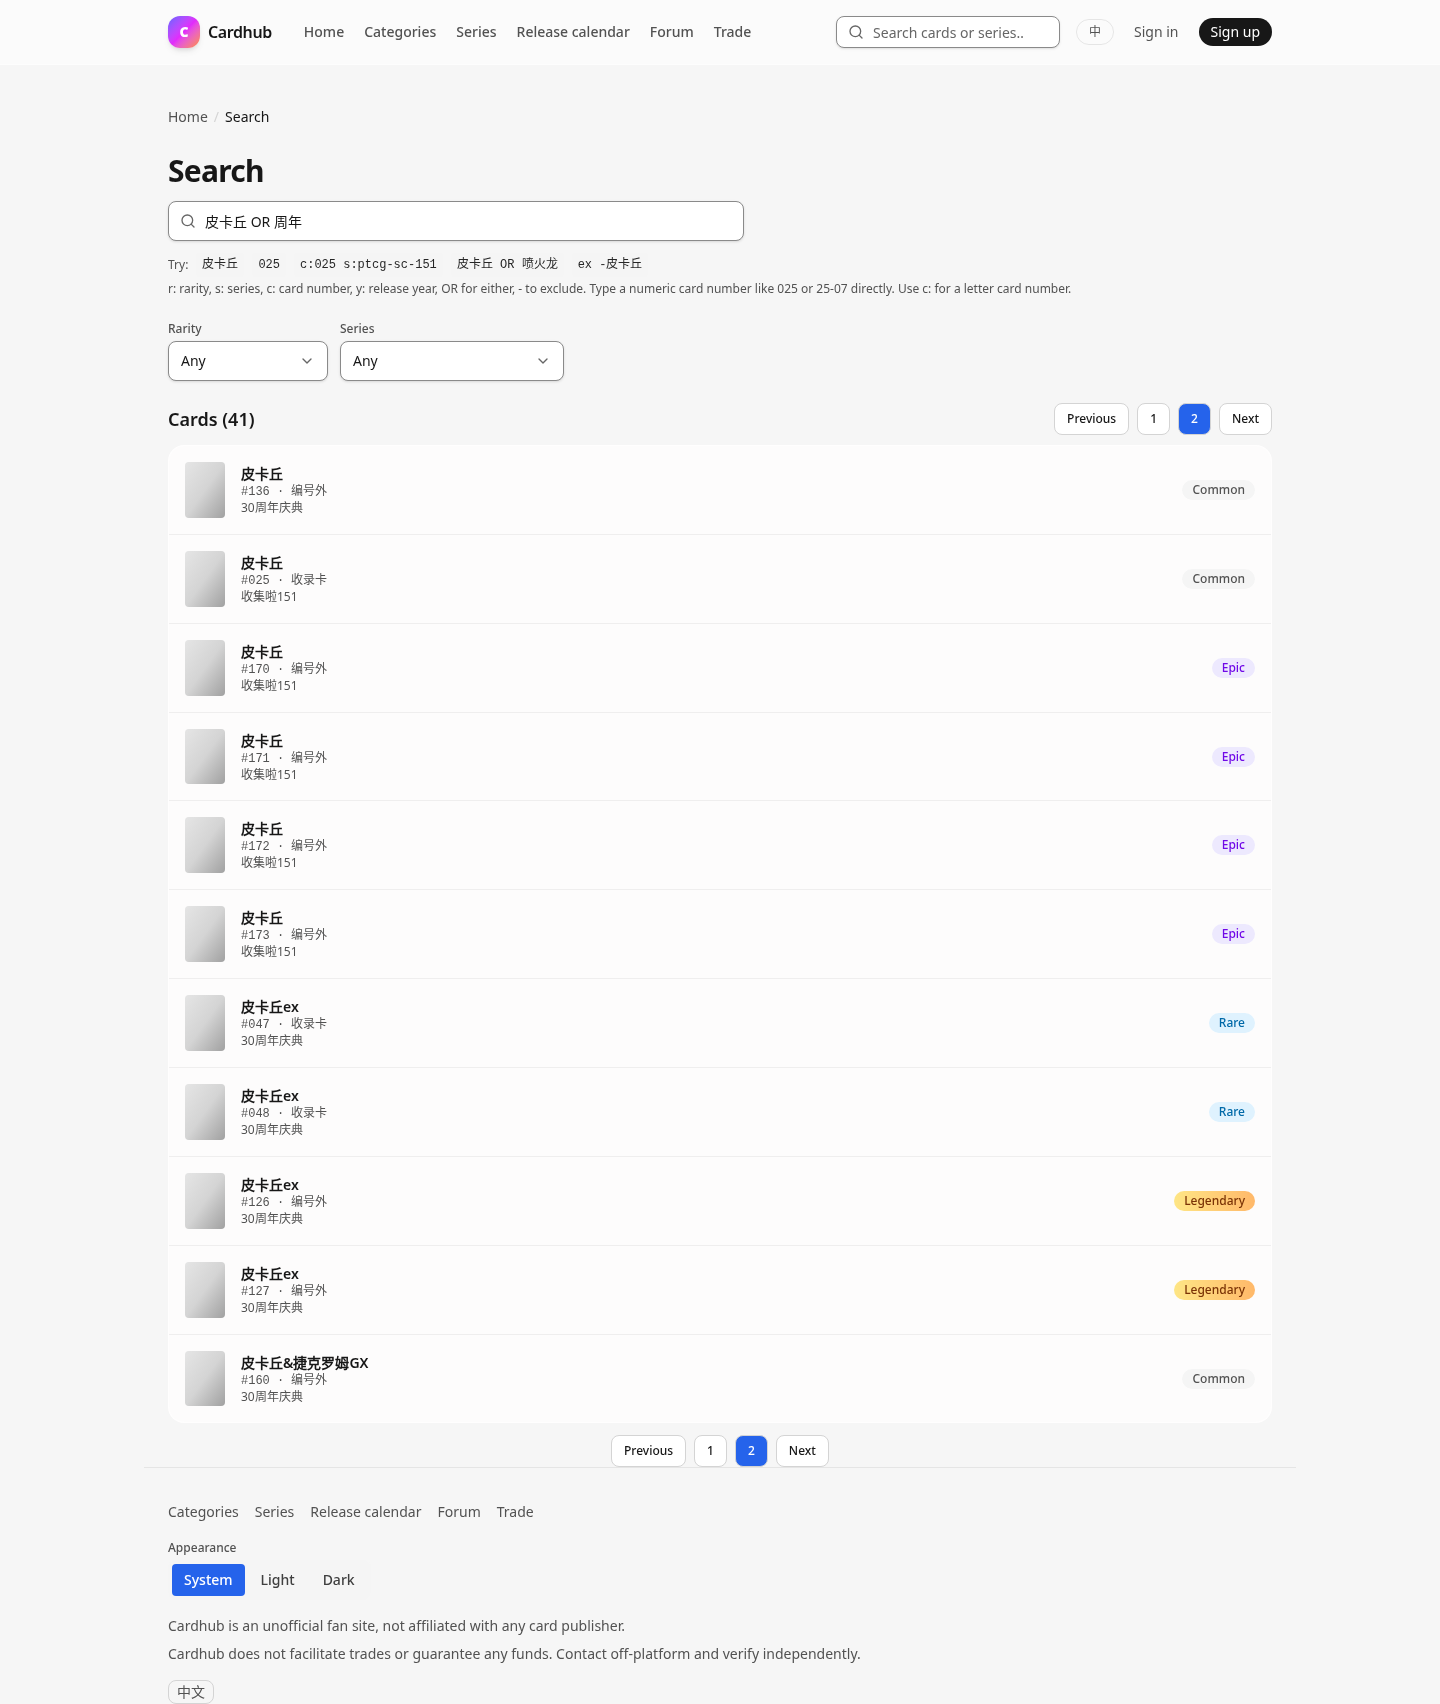 C Cardhub Home Categories Series Release calendar Forum Trade Search cards or series.. 中 Sign in Sign up
Home / Search
Search
皮卡丘 OR 周年
Try: 皮卡丘 025 c:025 s:ptcg-sc-151 皮卡丘 OR 喷火龙 ex -皮卡丘
r: rarity, s: series, c: card number, y: release year, OR for either, - to exclude. Type a numeric card number like 025 or 25-07 directly. Use c: for a letter card number.
Rarity Series
Any Any
Cards (41) Previous 1 2 Next
皮卡丘
#136 · 编号外 Common
30周年庆典
皮卡丘
#025 · 收录卡 Common
收集啦151
皮卡丘
#170 · 编号外 Epic
收集啦151
皮卡丘
#171 · 编号外 Epic
收集啦151
皮卡丘
#172 · 编号外 Epic
收集啦151
皮卡丘
#173 · 编号外 Epic
收集啦151
皮卡丘ex
#047 · 收录卡 Rare
30周年庆典
皮卡丘ex
#048 · 收录卡 Rare
30周年庆典
皮卡丘ex
#126 · 编号外 Legendary
30周年庆典
皮卡丘ex
#127 · 编号外 Legendary
30周年庆典
皮卡丘&捷克罗姆GX
#160 · 编号外 Common
30周年庆典
Previous 1 2 Next
Categories Series Release calendar Forum Trade
Appearance
System Light Dark
Cardhub is an unofficial fan site, not affiliated with any card publisher.
Cardhub does not facilitate trades or guarantee any funds. Contact off-platform and verify independently.
中文